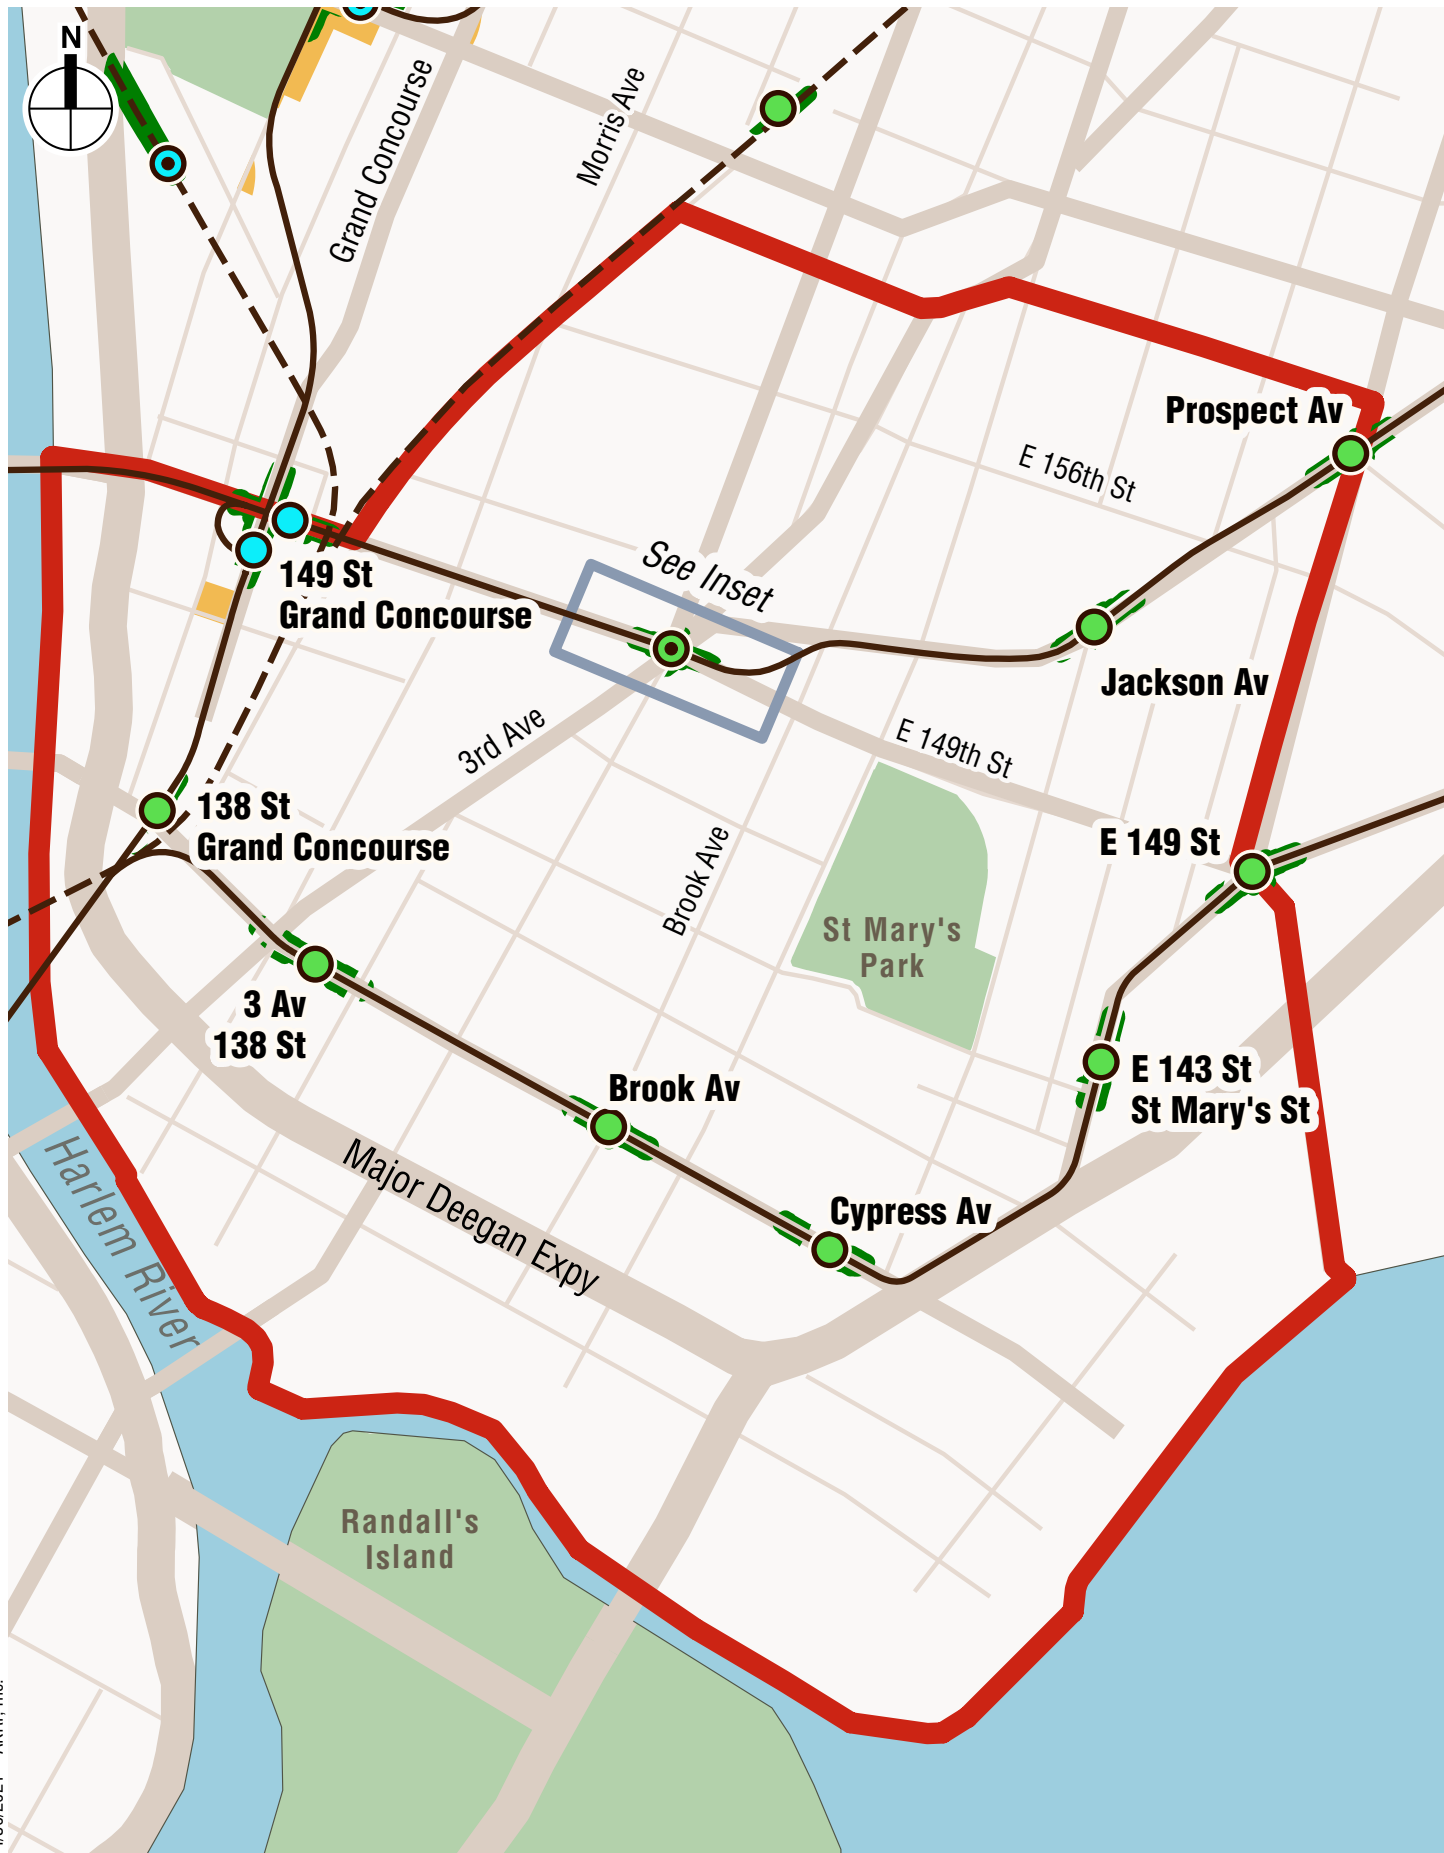 N
Grand Concourse
Morris Ave
Prospect Av
E 156th St
See Inset
149 St
Grand Concourse
Jackson Av
3rd Ave
E 149th St
138 St
Grand Concourse
E 149 St
Brook Ave
St Mary's
Park
3 Av
138 St
E 143 St
St Mary's St
Brook Av
Harlem River
Major Deegan Expy
Cypress Av
Randall's
Island